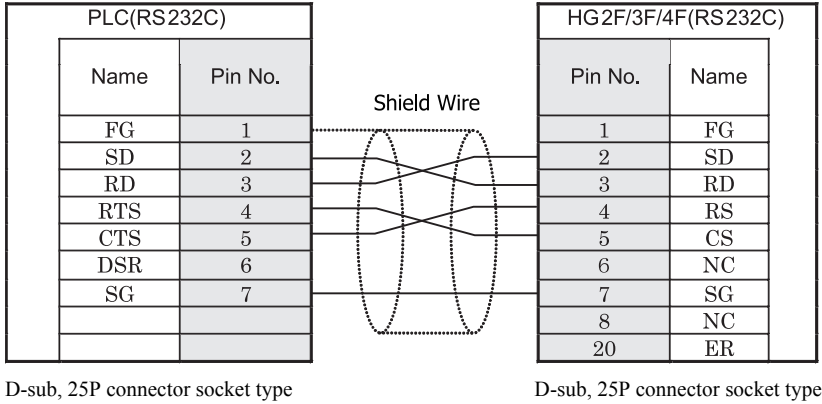 PLC(RS232C)
HG2F/3F/4F(RS232C)
Name Pin No. Pin No. Name
Shield Wire
FG 1 1 FG
SD 2 2 SD
RD 3 3 RD
RTS 4 4 RS
CTS 5 5 CS
DSR 6 6 NC
SG 7 7 SG
8 NC
20 ER
D-sub, 25P connector socket type
D-sub, 25P connector socket type